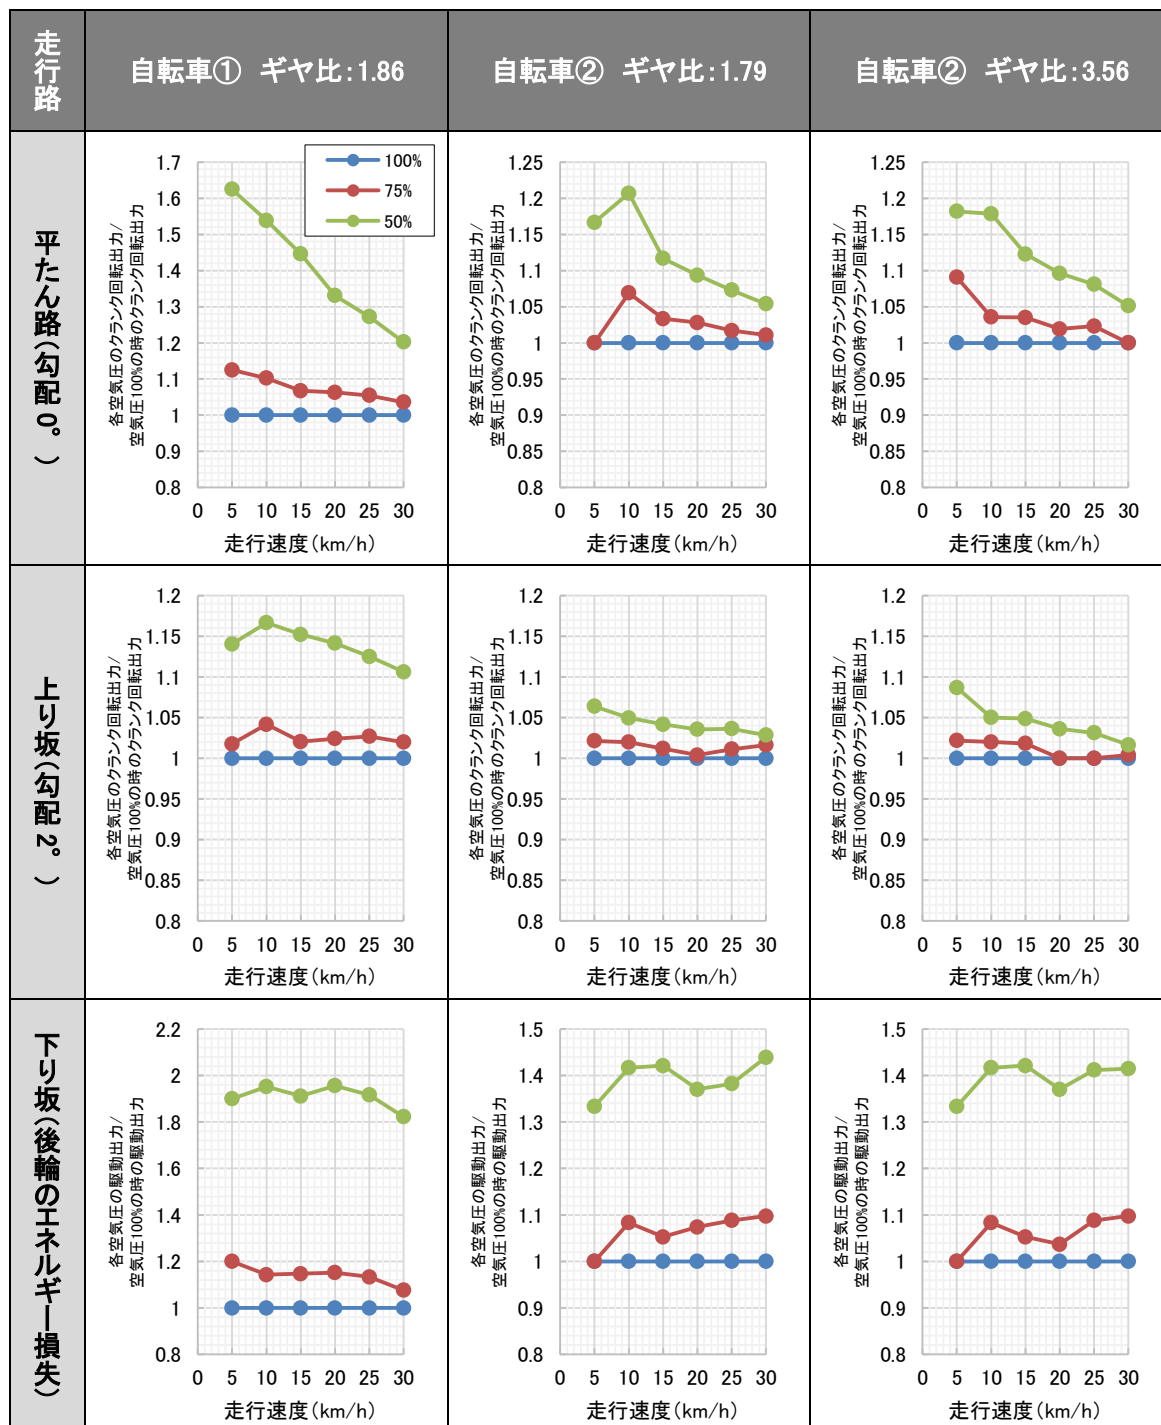 走行路
自転車① ギヤ比：1.86
自転車② ギヤ比：1.79
自転車② ギヤ比：3.56
平たん路（勾配0°）
各空気圧のクランク回転出力/
空気圧100%の時のクランク回転出力
1.7
1.6
1.5
1.4
1.3
1.2
1.1
1
0.9
0.8
0 5 10 15 20 25 30
走行速度（km/h）
100%
75%
50%
各空気圧のクランク回転出力/
空気圧100%の時のクランク回転出力
1.25
1.2
1.15
1.1
1.05
1
0.95
0.9
0.85
0.8
0 5 10 15 20 25 30
走行速度（km/h）
各空気圧のクランク回転出力/
空気圧100%の時のクランク回転出力
1.25
1.2
1.15
1.1
1.05
1
0.95
0.9
0.85
0.8
0 5 10 15 20 25 30
走行速度（km/h）
上り坂（勾配2°）
各空気圧のクランク回転出力/
空気圧100%の時のクランク回転出力
1.2
1.15
1.1
1.05
1
0.95
0.9
0.85
0.8
0 5 10 15 20 25 30
走行速度（km/h）
各空気圧のクランク回転出力/
空気圧100%の時のクランク回転出力
1.2
1.15
1.1
1.05
1
0.95
0.9
0.85
0.8
0 5 10 15 20 25 30
走行速度（km/h）
各空気圧のクランク回転出力/
空気圧100%の時のクランク回転出力
1.2
1.15
1.1
1.05
1
0.95
0.9
0.85
0.8
0 5 10 15 20 25 30
走行速度（km/h）
下り坂（後輪のエネルギー損失）
各空気圧の駆動出力/
空気圧100%の時の駆動出力
2.2
2
1.8
1.6
1.4
1.2
1
0.8
0 5 10 15 20 25 30
走行速度（km/h）
各空気圧の駆動出力/
空気圧100%の時の駆動出力
1.5
1.4
1.3
1.2
1.1
1
0.9
0.8
0 5 10 15 20 25 30
走行速度（km/h）
各空気圧の駆動出力/
空気圧100%の時の駆動出力
1.5
1.4
1.3
1.2
1.1
1
0.9
0.8
0 5 10 15 20 25 30
走行速度（km/h）